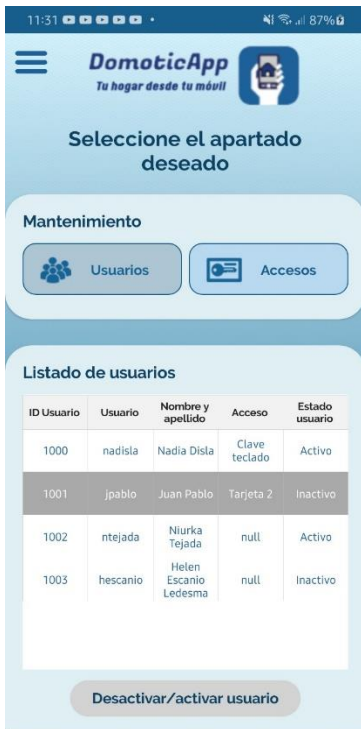 11:31 87%
DomoticApp
Tu hogar desde tu móvil
Seleccione el apartado
deseado
Mantenimiento
Usuarios Accesos
Listado de usuarios
ID Usuario Usuario Nombre y apellido Acceso Estado usuario
1000 nadisla Nadia Disla Clave teclado Activo
1001 jpablo Juan Pablo Tarjeta 2 Inactivo
1002 ntejada Niurka Tejada null Activo
1003 hescanio Helen Escanio Ledesma null Inactivo
Desactivar/activar usuario